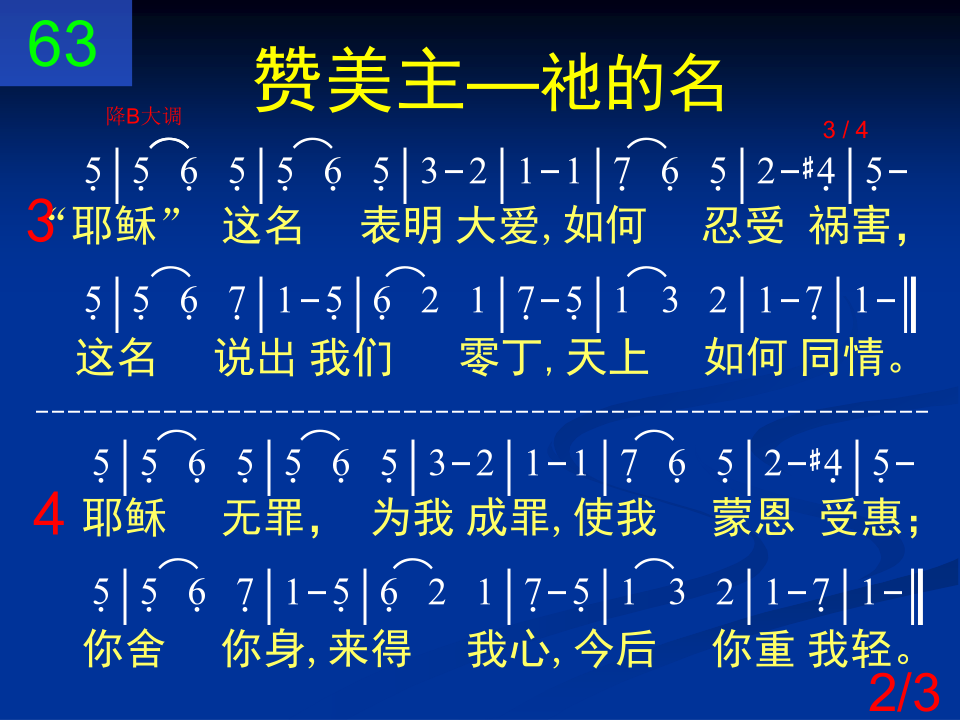 63
赞美主—祂的名
降B大调
3 / 4
5̣|5̣ 6̣ 5̣|5̣ 6̣ 5̣|3-2|1-1|7̣ 6̣ 5̣|2-#4̣|5̣-
3“耶稣” 这名 表明 大爱,如何 忍受 祸害，
5̣|5̣ 6̣ 7̣|1-5̣|6̣ 2 1|7̣-5̣|1 3 2|1-7̣|1-‖
这名 说出 我们 零丁,天上 如何 同情。
5̣|5̣ 6̣ 5̣|5̣ 6̣ 5̣|3-2|1-1|7̣ 6̣ 5̣|2-#4̣|5̣-
4 耶稣 无罪， 为我 成罪,使我 蒙恩 受惠；
5̣|5̣ 6̣ 7̣|1-5̣|6̣ 2 1|7̣-5̣|1 3 2|1-7̣|1-‖
你舍 你身,来得 我心,今后 你重 我轻。
2/3